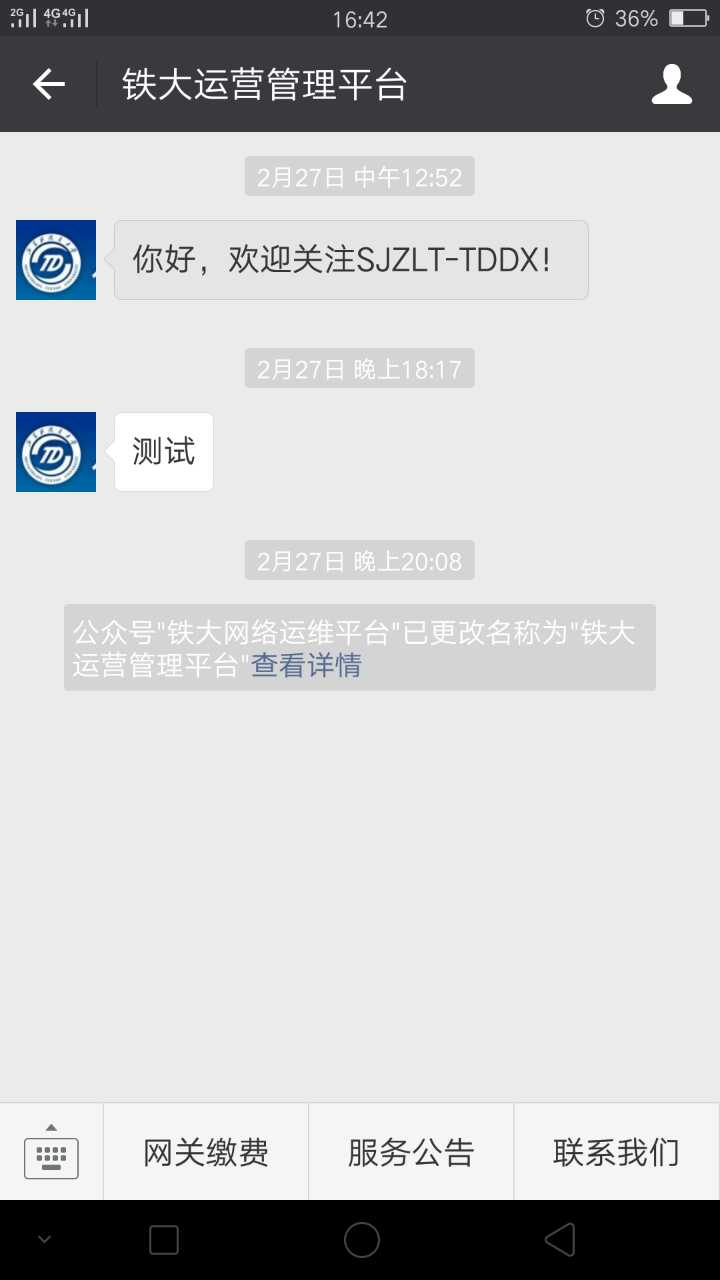 2G 4G 4G 16:42 36%
铁大运营管理平台
2月27日 中午12:52
你好，欢迎关注SJZLT-TDDX!
2月27日 晚上18:17
测试
2月27日 晚上20:08
公众号"铁大网络运维平台"已更改名称为"铁大
运营管理平台"查看详情
网关缴费 服务公告 联系我们